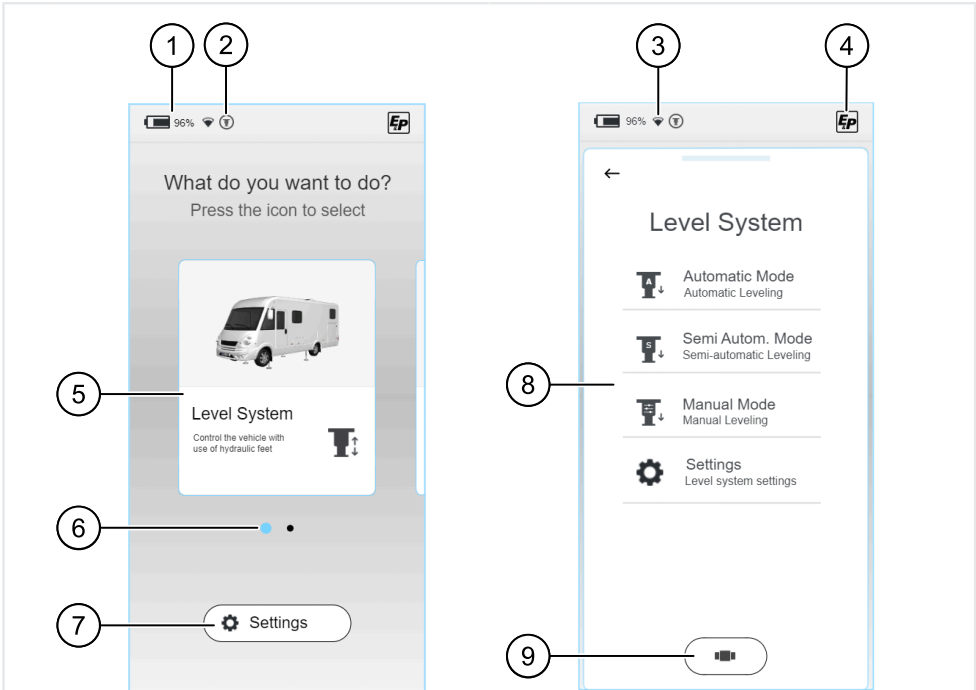 1
2
3
4
96%
E&P
96%
E&P
What do you want to do?
Press the icon to select
5
Level System
Control the vehicle with
use of hydraulic feet
6
7
Settings
Level System
A
Automatic Mode
Automatic Leveling
S
Semi Autom. Mode
Semi-automatic Leveling
8
Manual Mode
Manual Leveling
Settings
Level system settings
9